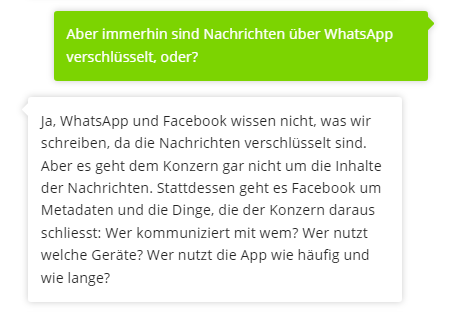 Aber immerhin sind Nachrichten über WhatsApp
verschlüsselt, oder?
Ja, WhatsApp und Facebook wissen nicht, was wir
schreiben, da die Nachrichten verschlüsselt sind.
Aber es geht dem Konzern gar nicht um die Inhalte
der Nachrichten. Stattdessen geht es Facebook um
Metadaten und die Dinge, die der Konzern daraus
schliesst: Wer kommuniziert mit wem? Wer nutzt
welche Geräte? Wer nutzt die App wie häufig und
wie lange?